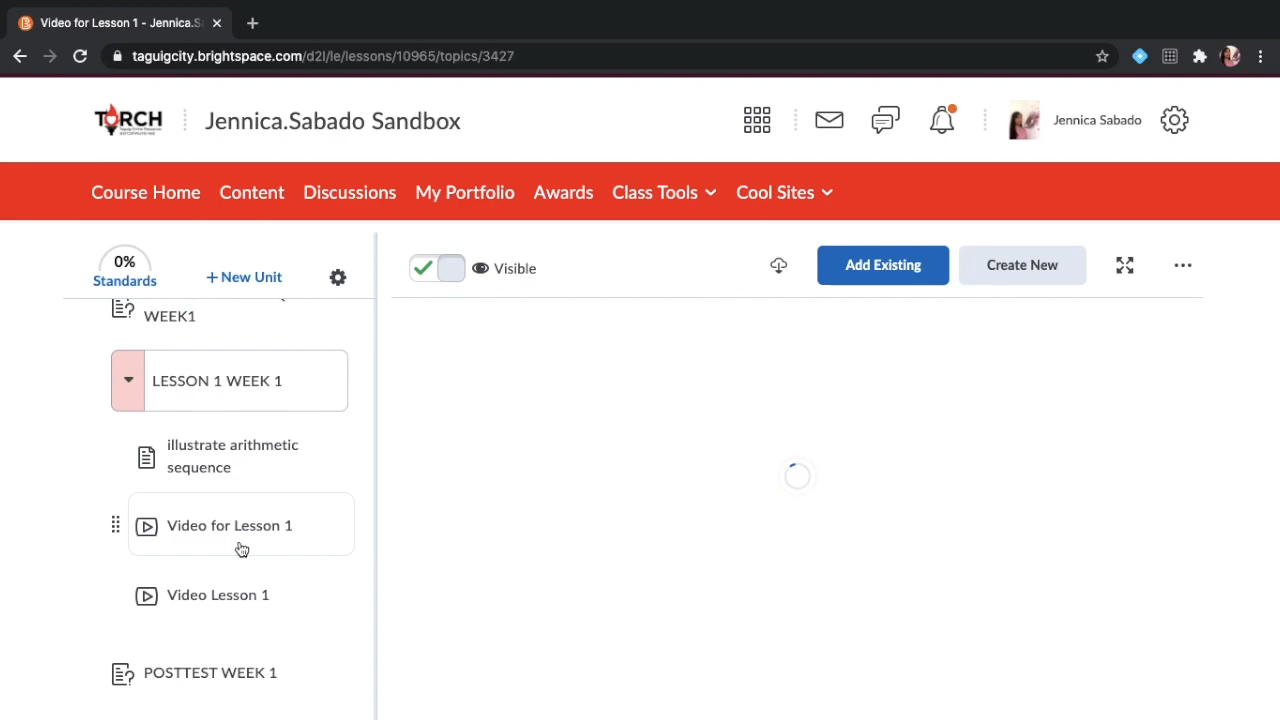 Video for Lesson 1 - Jennica.S
taguigcity.brightspace.com/d2l/le/lessons/10965/topics/3427
TORCH
Jennica.Sabado Sandbox
Jennica Sabado
Course Home Content Discussions My Portfolio Awards Class Tools Cool Sites
0%
Standards
+ New Unit
Visible
Add Existing
Create New
WEEK1
LESSON 1 WEEK 1
illustrate arithmetic
sequence
Video for Lesson 1
Video Lesson 1
POSTTEST WEEK 1